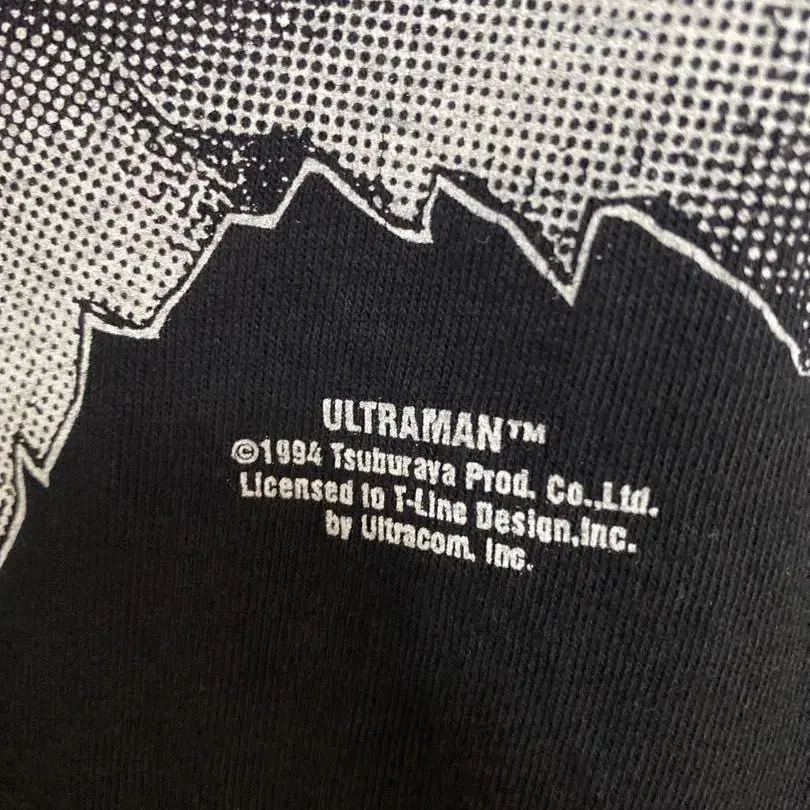 ULTRAMAN™
©1994 Tsuburaya Prod. Co.,Ltd.
Licensed to T-Line Design,Inc.
by Ultracom, Inc.